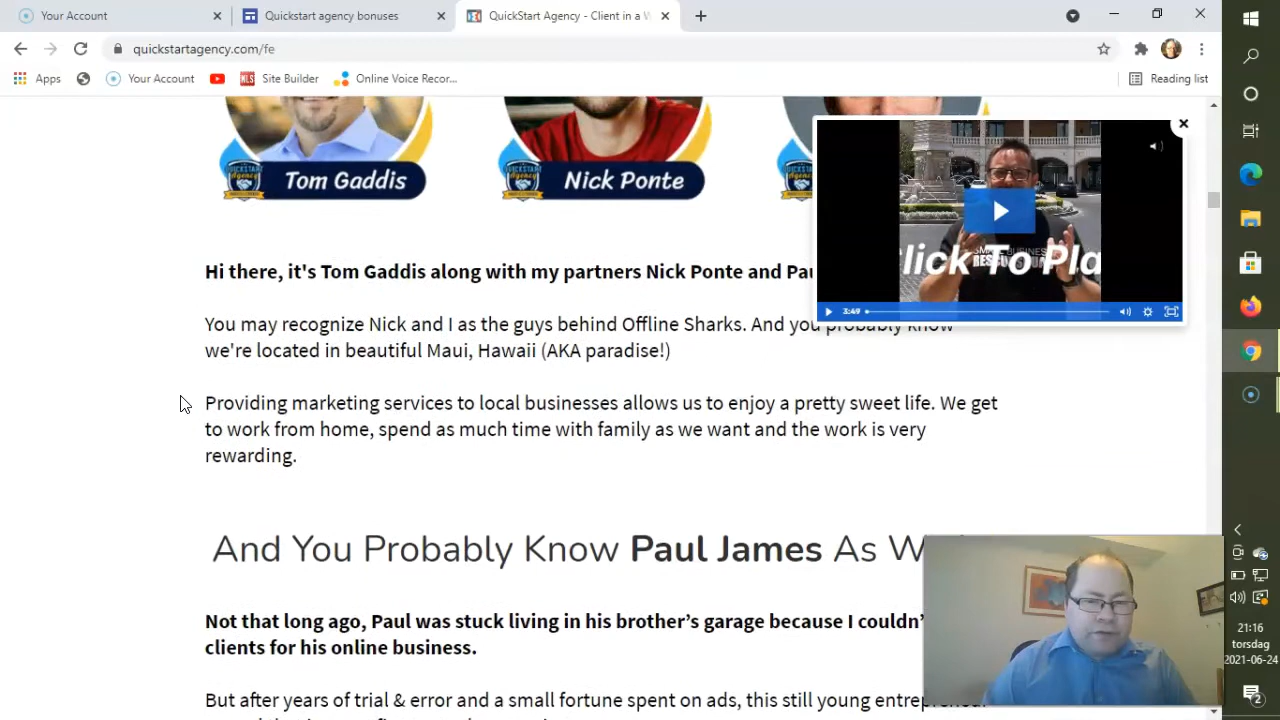 Your Account
Quickstart agency bonuses
QuickStart Agency - Client in a W
quickstartagency.com/fe
Apps
Your Account
Site Builder
Online Voice Recor...
Reading list
Tom Gaddis
Nick Ponte
Click To Pla
3:49
Hi there, it's Tom Gaddis along with my partners Nick Ponte and Pau
You may recognize Nick and I as the guys behind Offline Sharks. And you probably know
we're located in beautiful Maui, Hawaii (AKA paradise!)
Providing marketing services to local businesses allows us to enjoy a pretty sweet life. We get
to work from home, spend as much time with family as we want and the work is very
rewarding.
And You Probably Know Paul James As W
Not that long ago, Paul was stuck living in his brother's garage because I couldn'
clients for his online business.
But after years of trial & error and a small fortune spent on ads, this still young entrepreneur
21:16
torsdag
2021-06-24
2